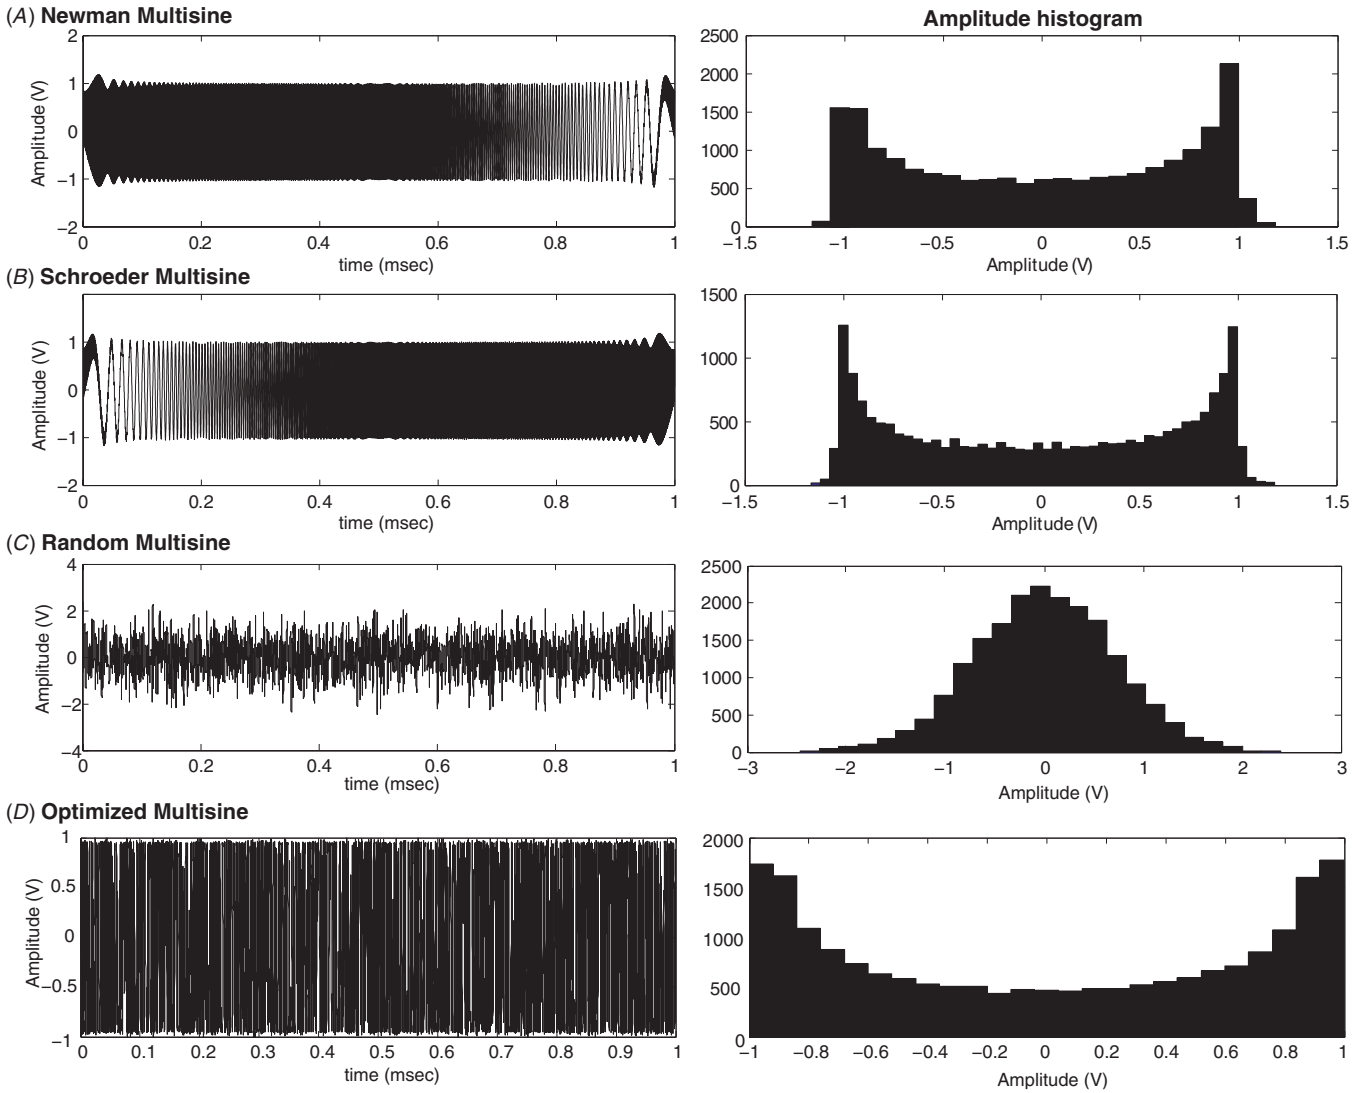 (A) Newman Multisine
Amplitude histogram
2
1
0
−1
−2
Amplitude (V)
0 0.2 0.4 0.6 0.8 1
time (msec)
2500
2000
1500
1000
500
0
−1.5 −1 −0.5 0 0.5 1 1.5
Amplitude (V)
(B) Schroeder Multisine
1
0
−1
−2
Amplitude (V)
0 0.2 0.4 0.6 0.8 1
time (msec)
1500
1000
500
0
−1.5 −1 −0.5 0 0.5 1 1.5
Amplitude (V)
(C) Random Multisine
4
2
0
−2
−4
Amplitude (V)
0 0.2 0.4 0.6 0.8 1
time (msec)
2500
2000
1500
1000
500
0
−3 −2 −1 0 1 2 3
Amplitude (V)
(D) Optimized Multisine
1
0.5
0
−0.5
−1
Amplitude (V)
0 0.1 0.2 0.3 0.4 0.5 0.6 0.7 0.8 0.9 1
time (msec)
2000
1500
1000
500
0
−1 −0.8 −0.6 −0.4 −0.2 0 0.2 0.4 0.6 0.8 1
Amplitude (V)